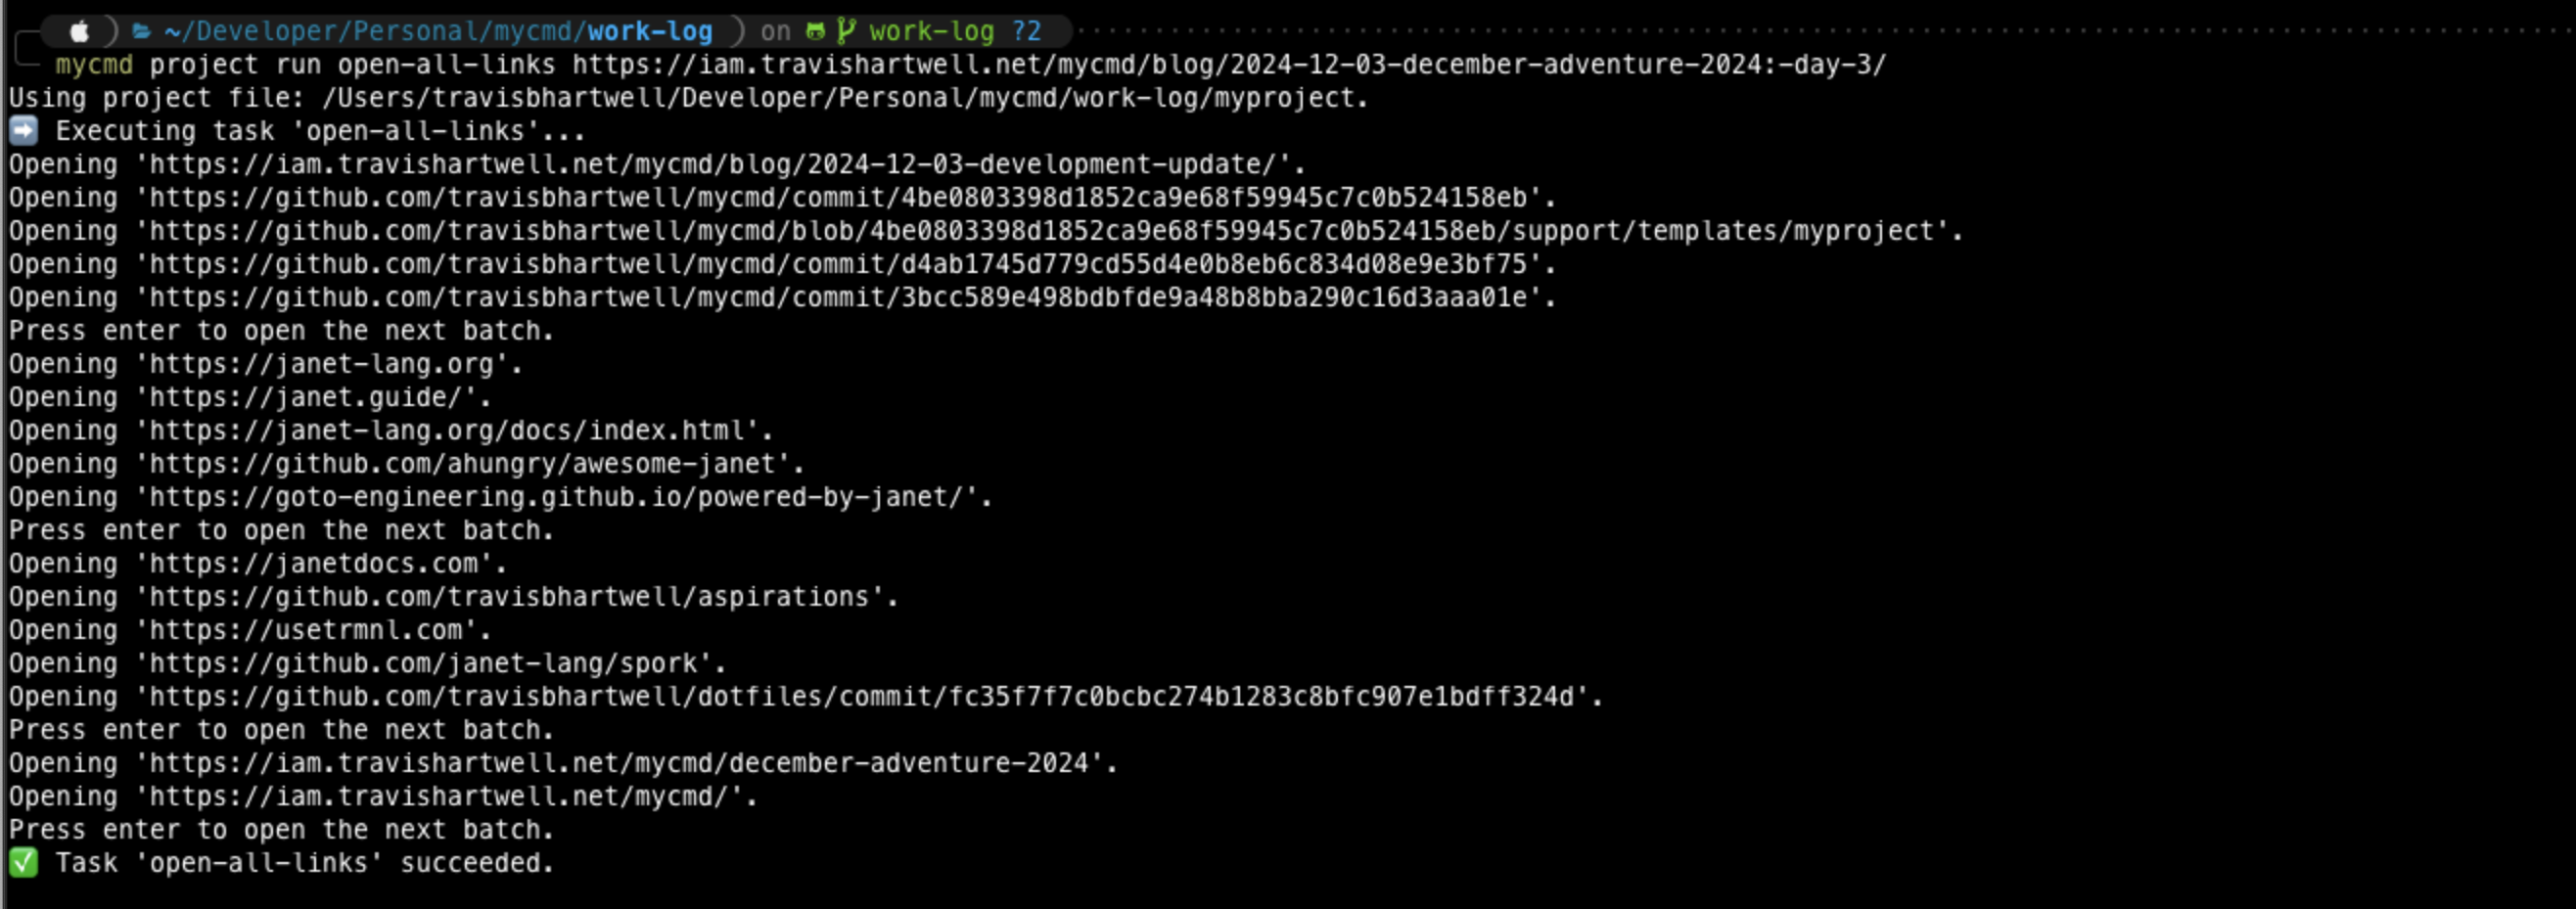 ~/Developer/Personal/mycmd/work-log ) on work-log ?2
mycmd project run open-all-links https://iam.travishartwell.net/mycmd/blog/2024-12-03-december-adventure-2024:-day-3/
Using project file: /Users/travisbhartwell/Developer/Personal/mycmd/work-log/myproject.
➡️ Executing task 'open-all-links'...
Opening 'https://iam.travishartwell.net/mycmd/blog/2024-12-03-development-update/'.
Opening 'https://github.com/travisbhartwell/mycmd/commit/4be0803398d1852ca9e68f59945c7c0b524158eb'.
Opening 'https://github.com/travisbhartwell/mycmd/blob/4be0803398d1852ca9e68f59945c7c0b524158eb/support/templates/myproject'.
Opening 'https://github.com/travisbhartwell/mycmd/commit/d4ab1745d779cd55d4e0b8eb6c834d08e9e3bf75'.
Opening 'https://github.com/travisbhartwell/mycmd/commit/3bcc589e498bdbfde9a48b8bba290c16d3aaa01e'.
Press enter to open the next batch.
Opening 'https://janet-lang.org'.
Opening 'https://janet.guide/'.
Opening 'https://janet-lang.org/docs/index.html'.
Opening 'https://github.com/ahungry/awesome-janet'.
Opening 'https://goto-engineering.github.io/powered-by-janet/'.
Press enter to open the next batch.
Opening 'https://janetdocs.com'.
Opening 'https://github.com/travisbhartwell/aspirations'.
Opening 'https://usetrmnl.com'.
Opening 'https://github.com/janet-lang/spork'.
Opening 'https://github.com/travisbhartwell/dotfiles/commit/fc35f7f7c0bcbc274b1283c8bfc907e1bdff324d'.
Press enter to open the next batch.
Opening 'https://iam.travishartwell.net/mycmd/december-adventure-2024'.
Opening 'https://iam.travishartwell.net/mycmd/'.
Press enter to open the next batch.
✅ Task 'open-all-links' succeeded.